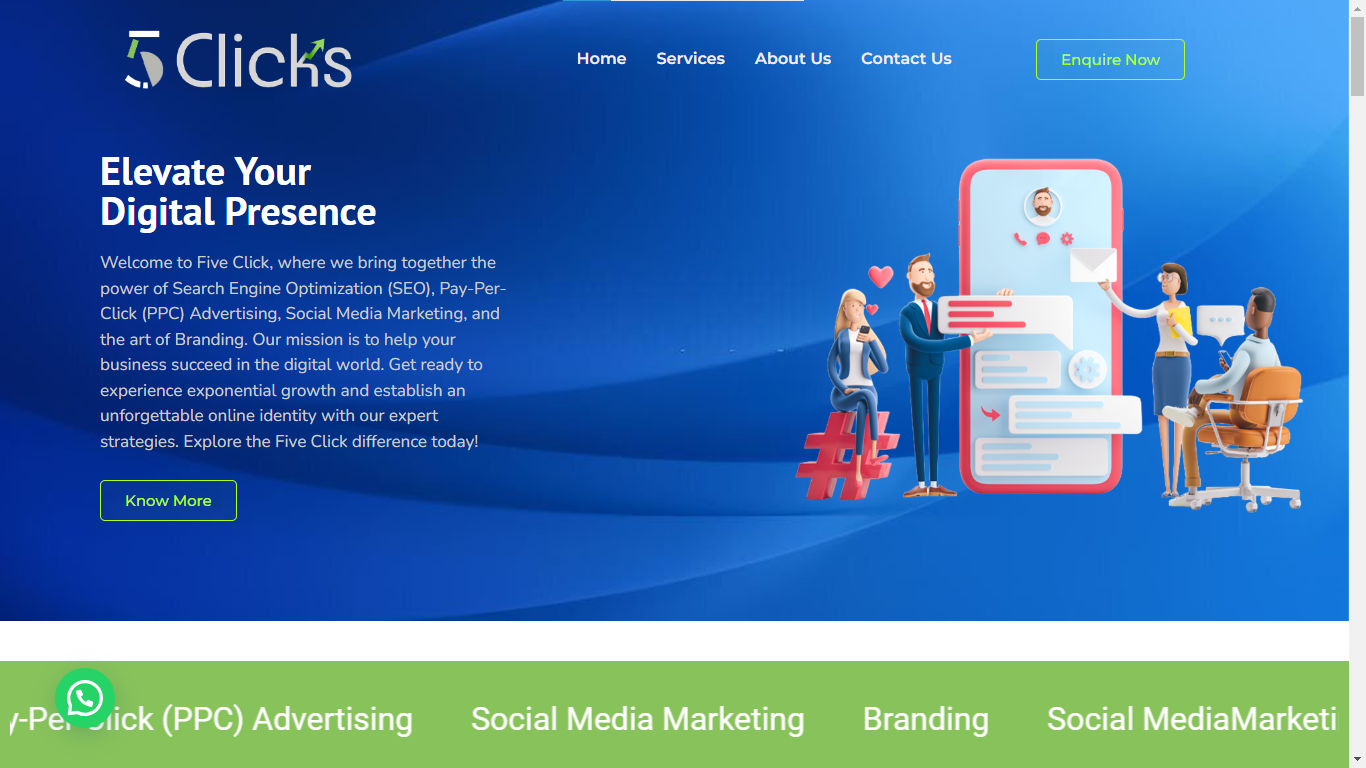 5 Clicks
Home Services About Us Contact Us
Enquire Now
Elevate Your
Digital Presence
Welcome to Five Click, where we bring together the
power of Search Engine Optimization (SEO), Pay-Per-
Click (PPC) Advertising, Social Media Marketing, and
the art of Branding. Our mission is to help your
business succeed in the digital world. Get ready to
experience exponential growth and establish an
unforgettable online identity with our expert
strategies. Explore the Five Click difference today!
Know More
y-Per-Click (PPC) Advertising Social Media Marketing Branding Social MediaMarketi